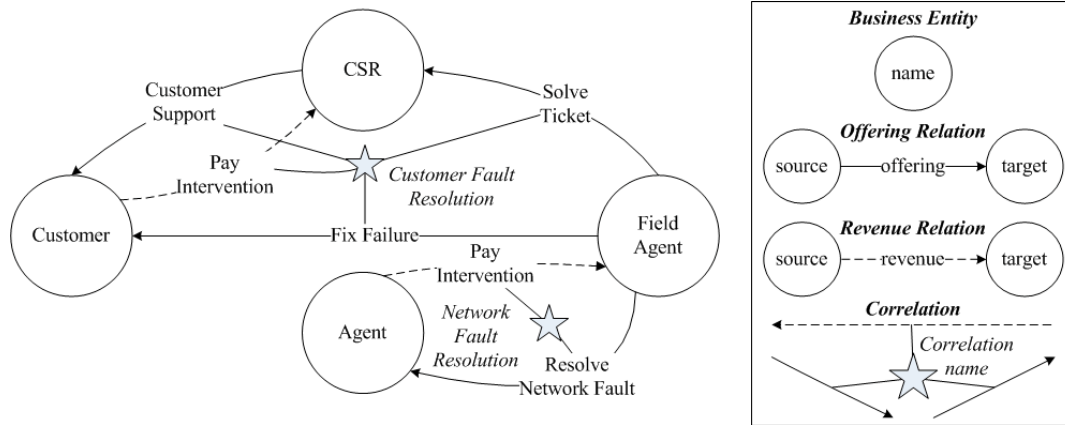 CSR
Customer
Support
Solve
Ticket
Pay
Intervention
Customer Fault
Resolution
Customer
Fix Failure
Field
Agent
Pay
Intervention
Agent
Network
Fault
Resolution
Resolve
Network Fault
Business Entity
name
Offering Relation
source
offering
target
Revenue Relation
source
revenue
target
Correlation
Correlation
name